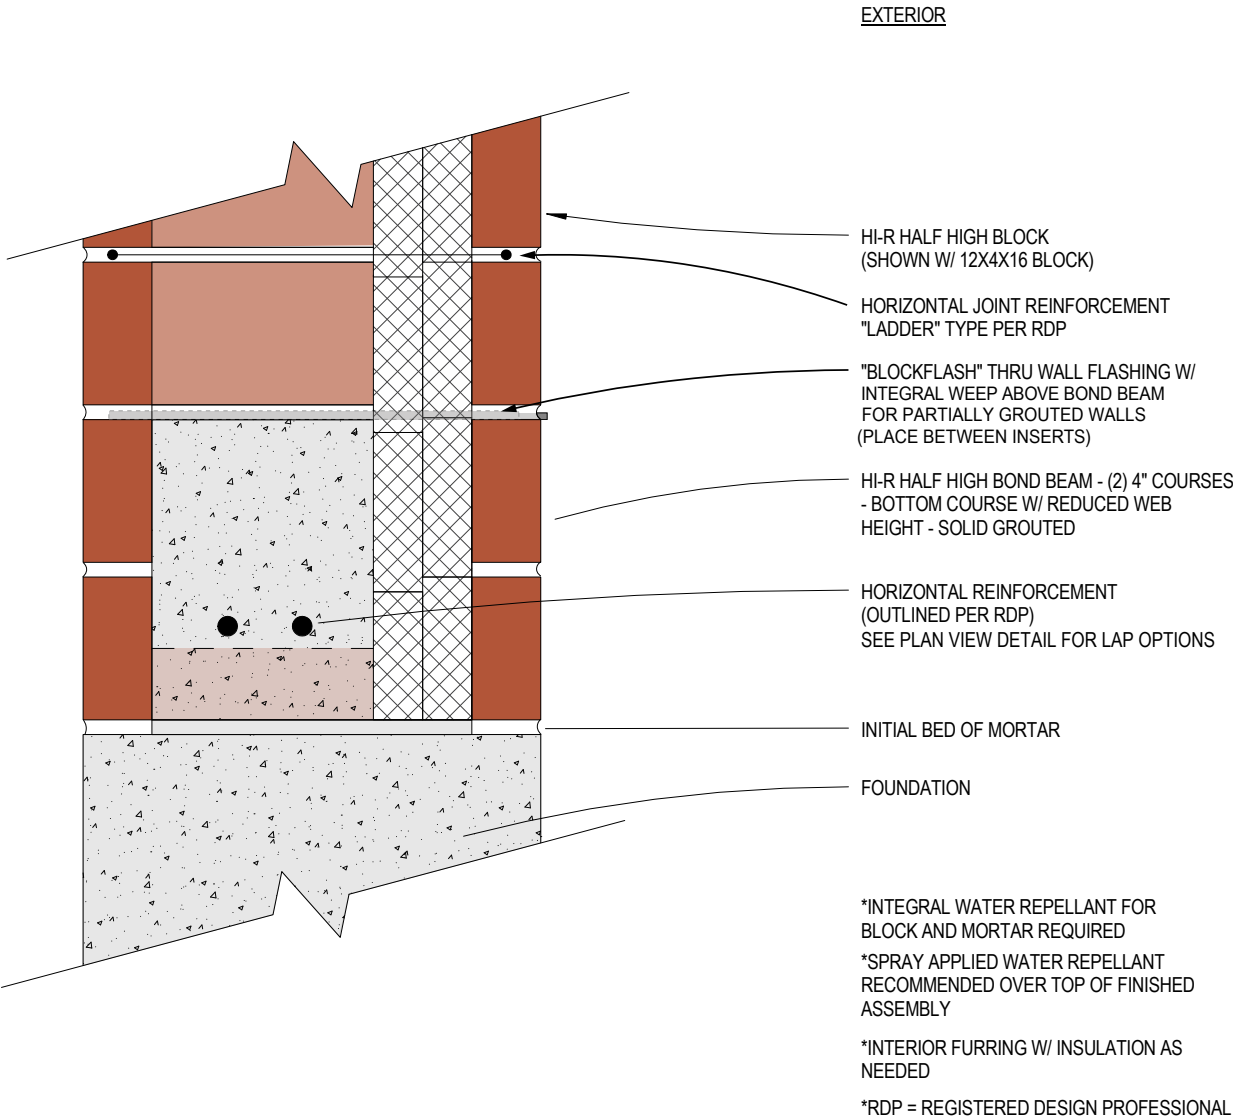 EXTERIOR
HI-R HALF HIGH BLOCK
(SHOWN W/ 12X4X16 BLOCK)
HORIZONTAL JOINT REINFORCEMENT
"LADDER" TYPE PER RDP
"BLOCKFLASH" THRU WALL FLASHING W/
INTEGRAL WEEP ABOVE BOND BEAM
FOR PARTIALLY GROUTED WALLS
(PLACE BETWEEN INSERTS)
HI-R HALF HIGH BOND BEAM - (2) 4" COURSES
- BOTTOM COURSE W/ REDUCED WEB
HEIGHT - SOLID GROUTED
HORIZONTAL REINFORCEMENT
(OUTLINED PER RDP)
SEE PLAN VIEW DETAIL FOR LAP OPTIONS
INITIAL BED OF MORTAR
FOUNDATION
*INTEGRAL WATER REPELLANT FOR
BLOCK AND MORTAR REQUIRED
*SPRAY APPLIED WATER REPELLANT
RECOMMENDED OVER TOP OF FINISHED
ASSEMBLY
*INTERIOR FURRING W/ INSULATION AS
NEEDED
*RDP = REGISTERED DESIGN PROFESSIONAL